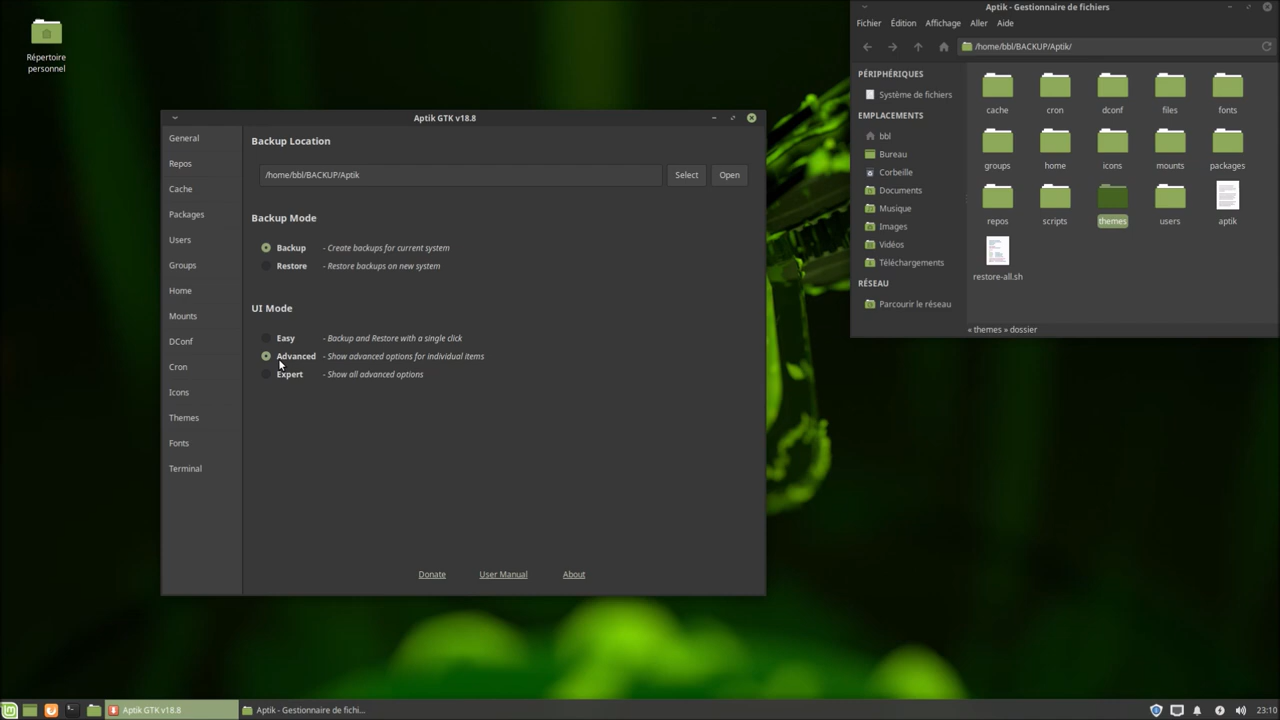 Répertoire
personnel
Aptik GTK v18.8
General
Repos
Cache
Packages
Users
Groups
Home
Mounts
DConf
Cron
Icons
Themes
Fonts
Terminal
Backup Location
/home/bbl/BACKUP/Aptik
Select
Open
Backup Mode
Backup - Create backups for current system
Restore - Restore backups on new system
UI Mode
Easy - Backup and Restore with a single click
Advanced - Show advanced options for individual items
Expert - Show all advanced options
Donate
User Manual
About
Aptik - Gestionnaire de fichiers
Fichier Édition Affichage Aller Aide
/home/bbl/BACKUP/Aptik/
PÉRIPHÉRIQUES
Système de fichiers
EMPLACEMENTS
bbl
Bureau
Corbeille
Documents
Musique
Images
Vidéos
Téléchargements
RÉSEAU
Parcourir le réseau
cache cron dconf files fonts
groups home icons mounts packages
repos scripts themes users aptik
restore-all.sh
« themes » dossier
Aptik GTK v18.8
Aptik - Gestionnaire de fichi...
23:10